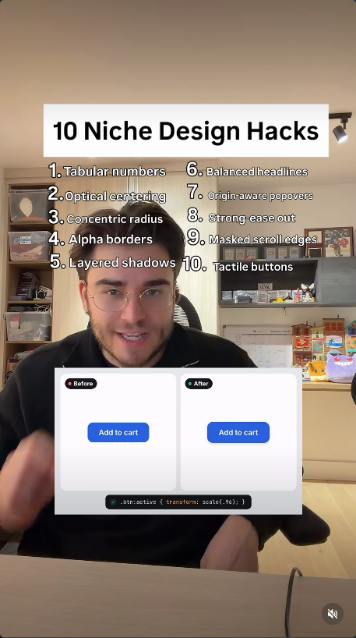 10 Niche Design Hacks
1. Tabular numbers
2. Optical centering
3. Concentric radius
4. Alpha borders
5. Layered shadows
6. Balanced headlines
7. Origin-aware popovers
8. Strong ease out
9. Masked scroll edges
10. Tactile buttons
Before
After
Add to cart
Add to cart
.btn:active { transform: scale(.96); }